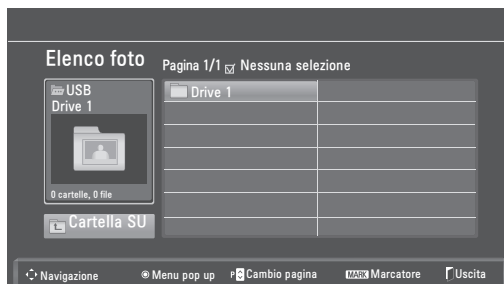 Elenco foto
Pagina 1/1 Nessuna selezione
USB
Drive 1
Drive 1
0 cartelle, 0 file
Cartella SU
Navigazione Menu pop up P Cambio pagina MARK Marcatore Uscita